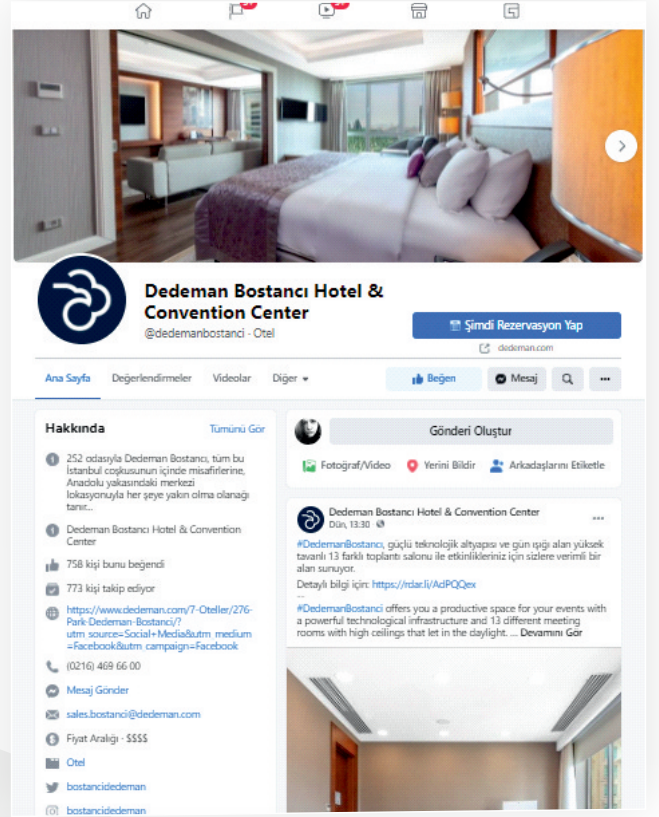 Dedeman Bostancı Hotel &
Convention Center
@dedemanbostanci · Otel
Şimdi Rezervasyon Yap
dedeman.com
Ana Sayfa
Değerlendirmeler
Videolar
Diğer
Beğen
Mesaj
Hakkında
Tümünü Gör
252 odasıyla Dedeman Bostancı, tüm bu
İstanbul coşkusunun içinde misafirlerine,
Anadolu yakasındaki merkezi
lokasyonuyla her şeye yakın olma olanağı
tanır...
Dedeman Bostancı Hotel & Convention
Center
758 kişi bunu beğendi
773 kişi takip ediyor
https://www.dedeman.com/7-Oteller/276-
Park-Dedeman-Bostanci/?
utm_source=Social+Media&utm_medium
=Facebook&utm_campaign=Facebook
(0216) 469 66 00
Mesaj Gönder
sales.bostanci@dedeman.com
Fiyat Aralığı · $$$$
Otel
bostancidedeman
bostancidedeman
Gönderi Oluştur
Fotoğraf/Video
Yerini Bildir
Arkadaşlarını Etiketle
Dedeman Bostancı Hotel & Convention Center
Dün, 13:30 ·
#DedemanBostancı, güçlü teknolojik altyapısı ve gün ışığı alan yüksek
tavanlı 13 farklı toplantı salonu ile etkinlikleriniz için sizlere verimli bir
alan sunuyor.
Detaylı bilgi için: https://rdar.li/AdPQQex
...
#DedemanBostanci offers you a productive space for your events with
a powerful technological infrastructure and 13 different meeting
rooms with high ceilings that let in the daylight. ... Devamını Gör